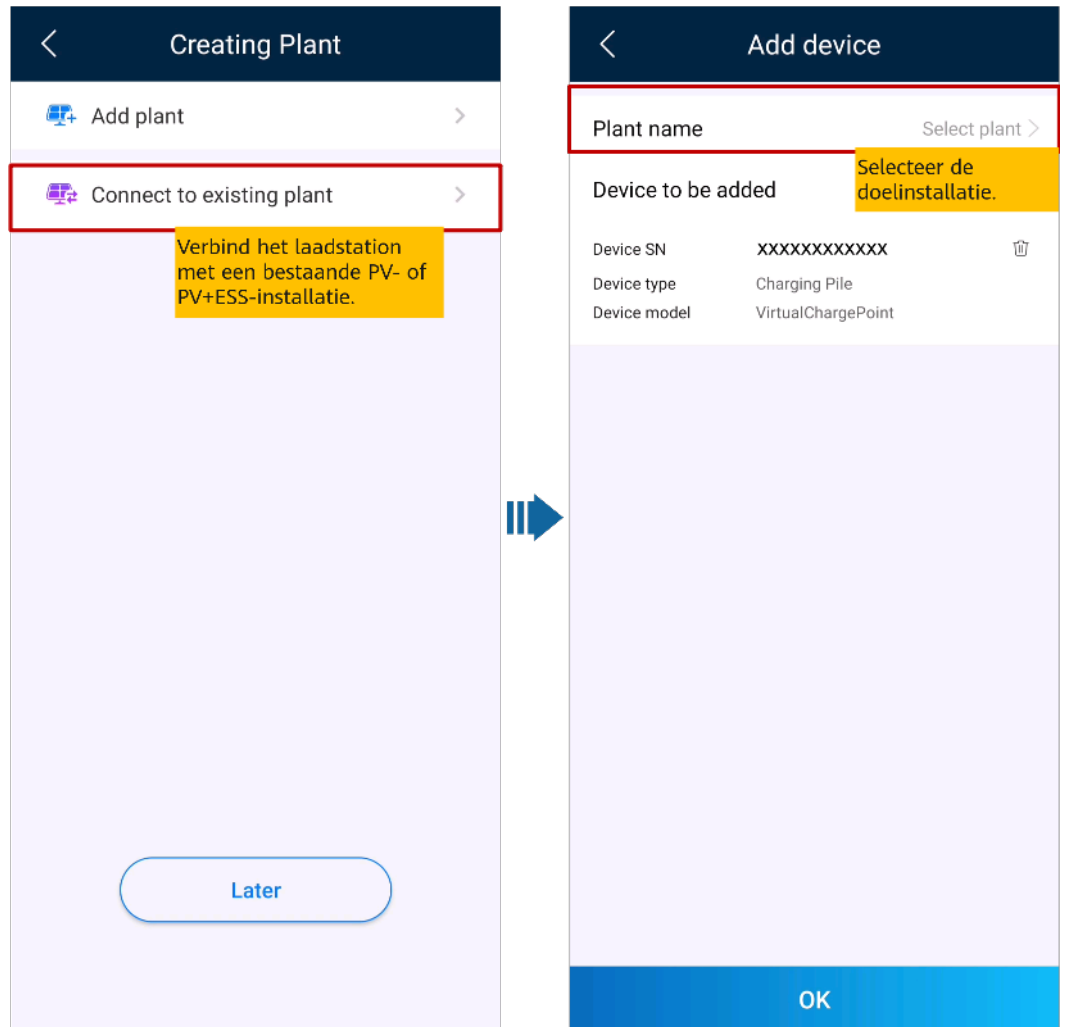 Creating Plant
Add plant
Connect to existing plant
Verbind het laadstation
met een bestaande PV- of
PV+ESS-installatie.
Later
Add device
Plant name
Select plant
Selecteer de
doelinstallatie.
Device to be added
Device SN XXXXXXXXXXXX
Device type Charging Pile
Device model VirtualChargePoint
OK